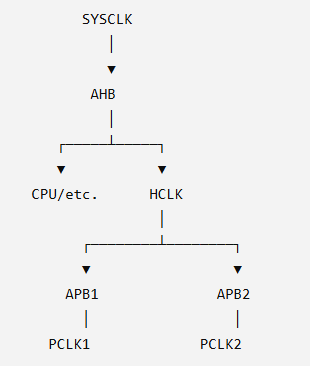 SYSCLK
AHB
CPU/etc. HCLK
APB1 APB2
PCLK1 PCLK2